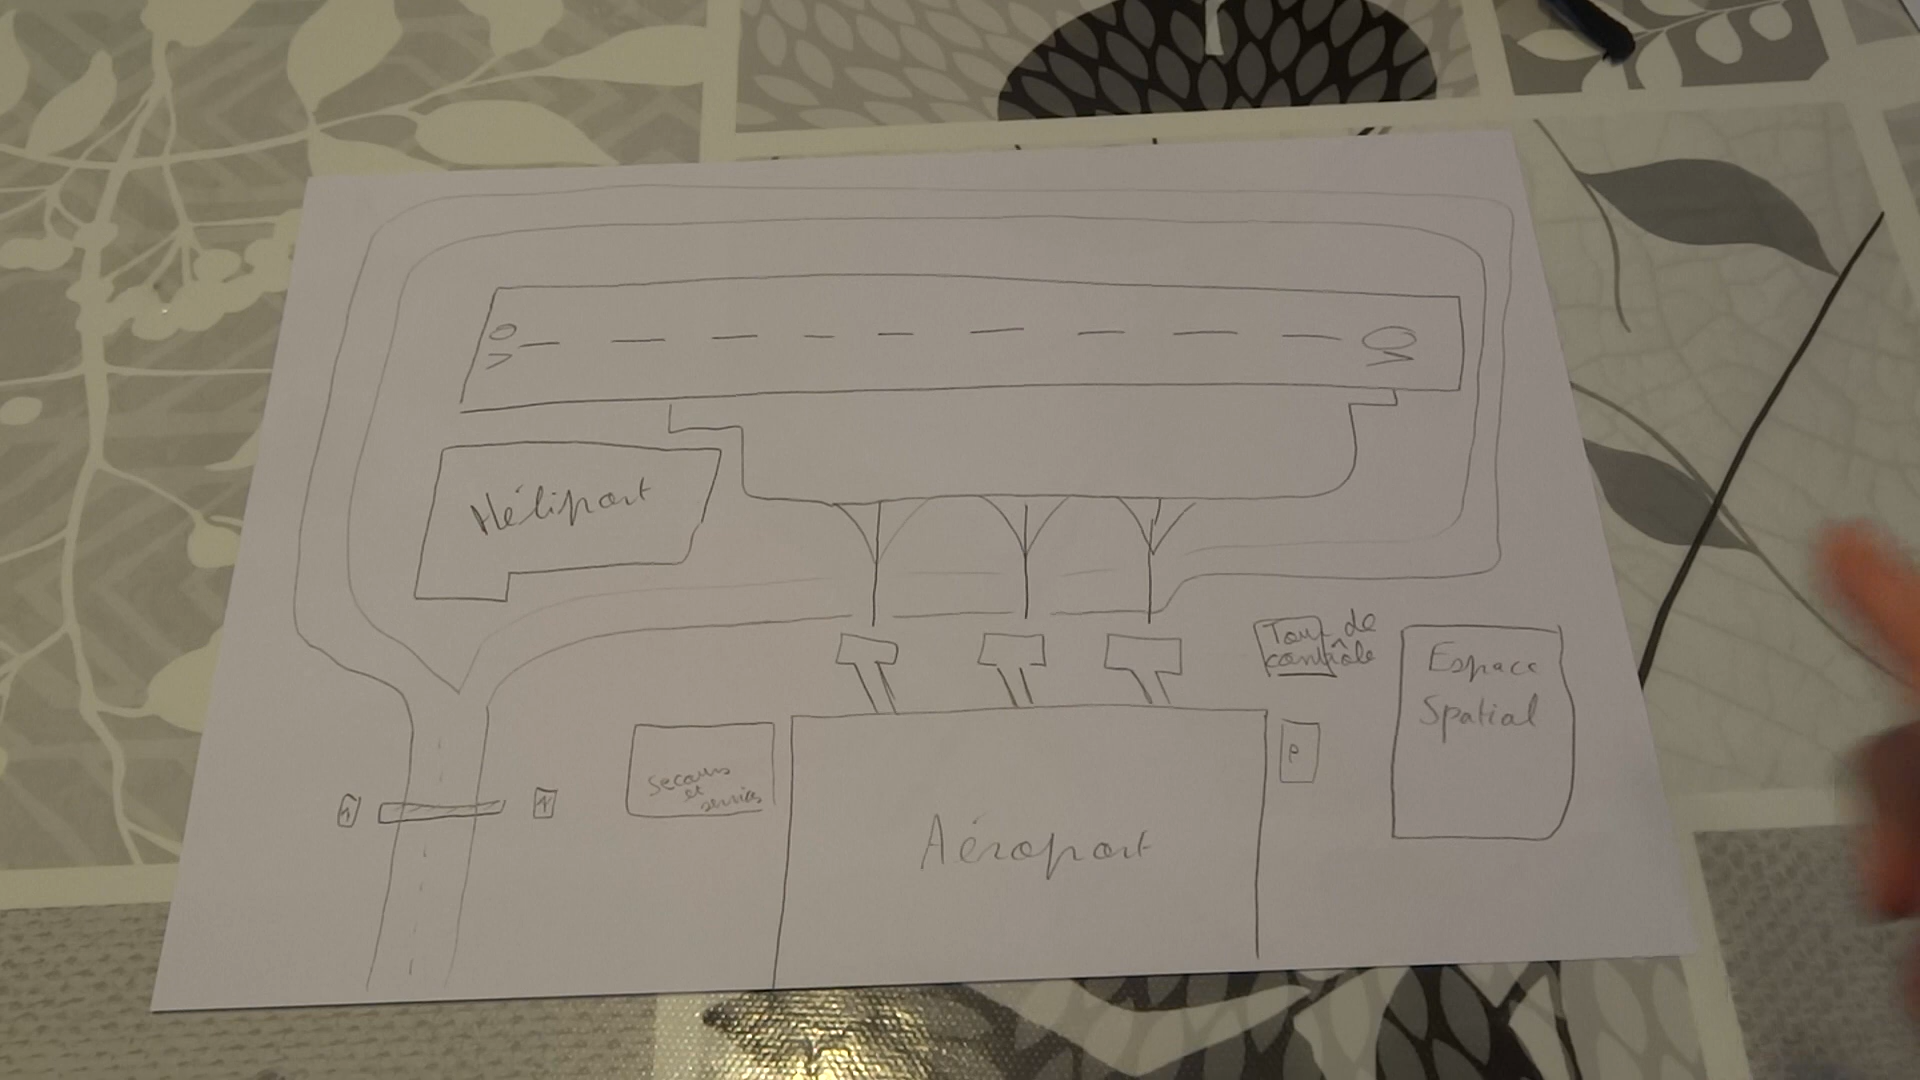 Héliport
Tour de
contrôle
Espace
Spatial
secours
et
services
P
Aéroport